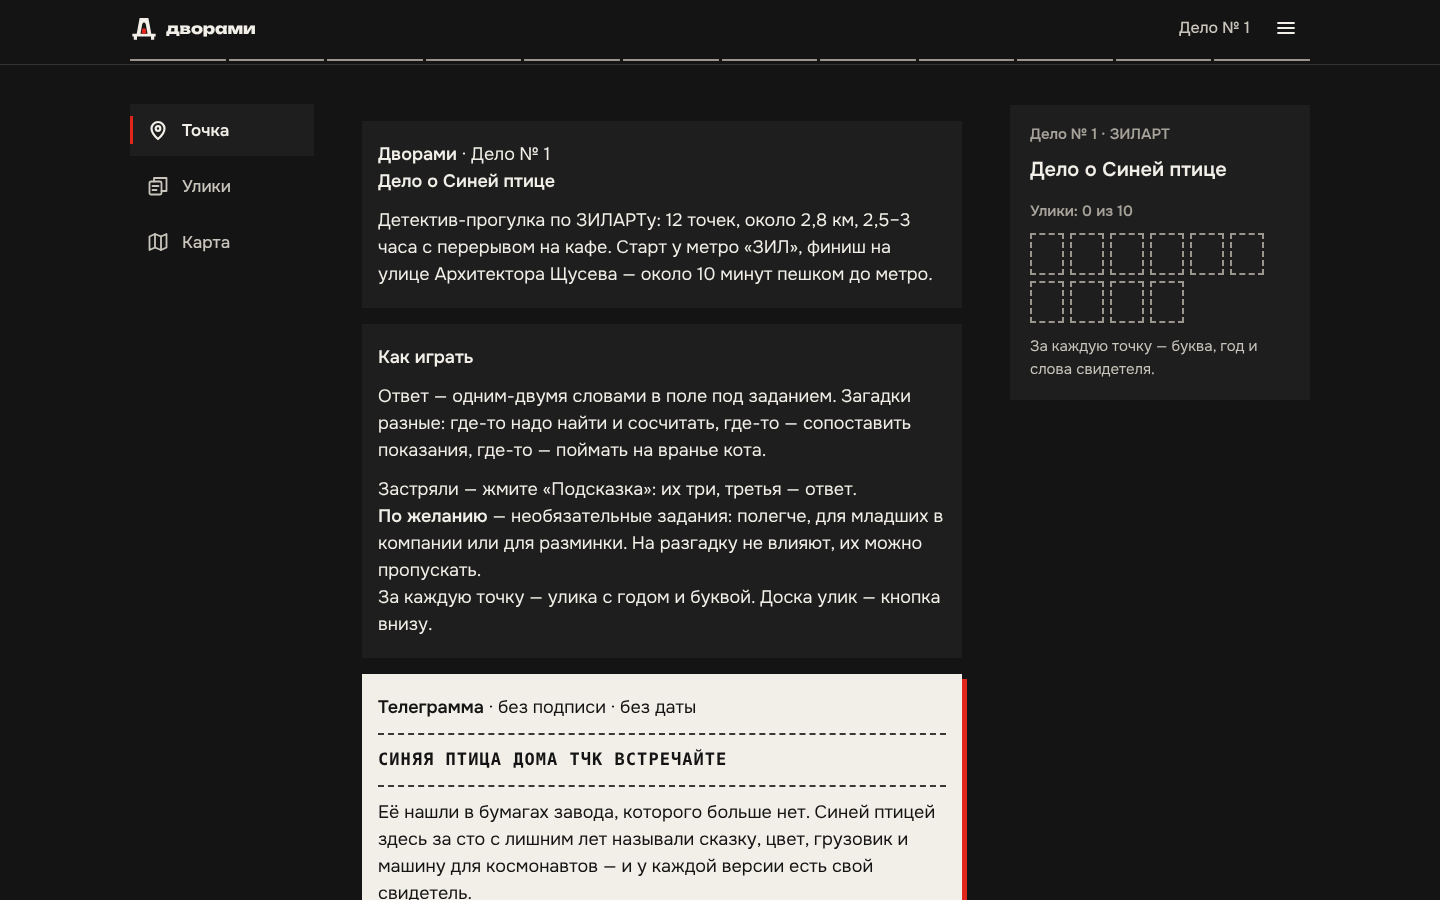 Д дворами
Дело № 1
Точка
Улики
Карта
Дворами · Дело № 1
Дело о Синей птице
Детектив-прогулка по ЗИЛАРТу: 12 точек, около 2,8 км, 2,5–3
часа с перерывом на кафе. Старт у метро «ЗИЛ», финиш на
улице Архитектора Щусева — около 10 минут пешком до метро.
Как играть
Ответ — одним-двумя словами в поле под заданием. Загадки
разные: где-то надо найти и сосчитать, где-то — сопоставить
показания, где-то — поймать на вранье кота.
Застряли — жмите «Подсказка»: их три, третья — ответ.
По желанию — необязательные задания: полегче, для младших в
компании или для разминки. На разгадку не влияют, их можно
пропускать.
За каждую точку — улика с годом и буквой. Доска улик — кнопка
внизу.
Телеграмма · без подписи · без даты
СИНЯЯ ПТИЦА ДОМА ТЧК ВСТРЕЧАЙТЕ
Её нашли в бумагах завода, которого больше нет. Синей птицей
здесь за сто с лишним лет называли сказку, цвет, грузовик и
машину для космонавтов — и у каждой версии есть свой
свидетель.
Дело № 1 · ЗИЛАРТ
Дело о Синей птице
Улики: 0 из 10
За каждую точку — буква, год и
слова свидетеля.